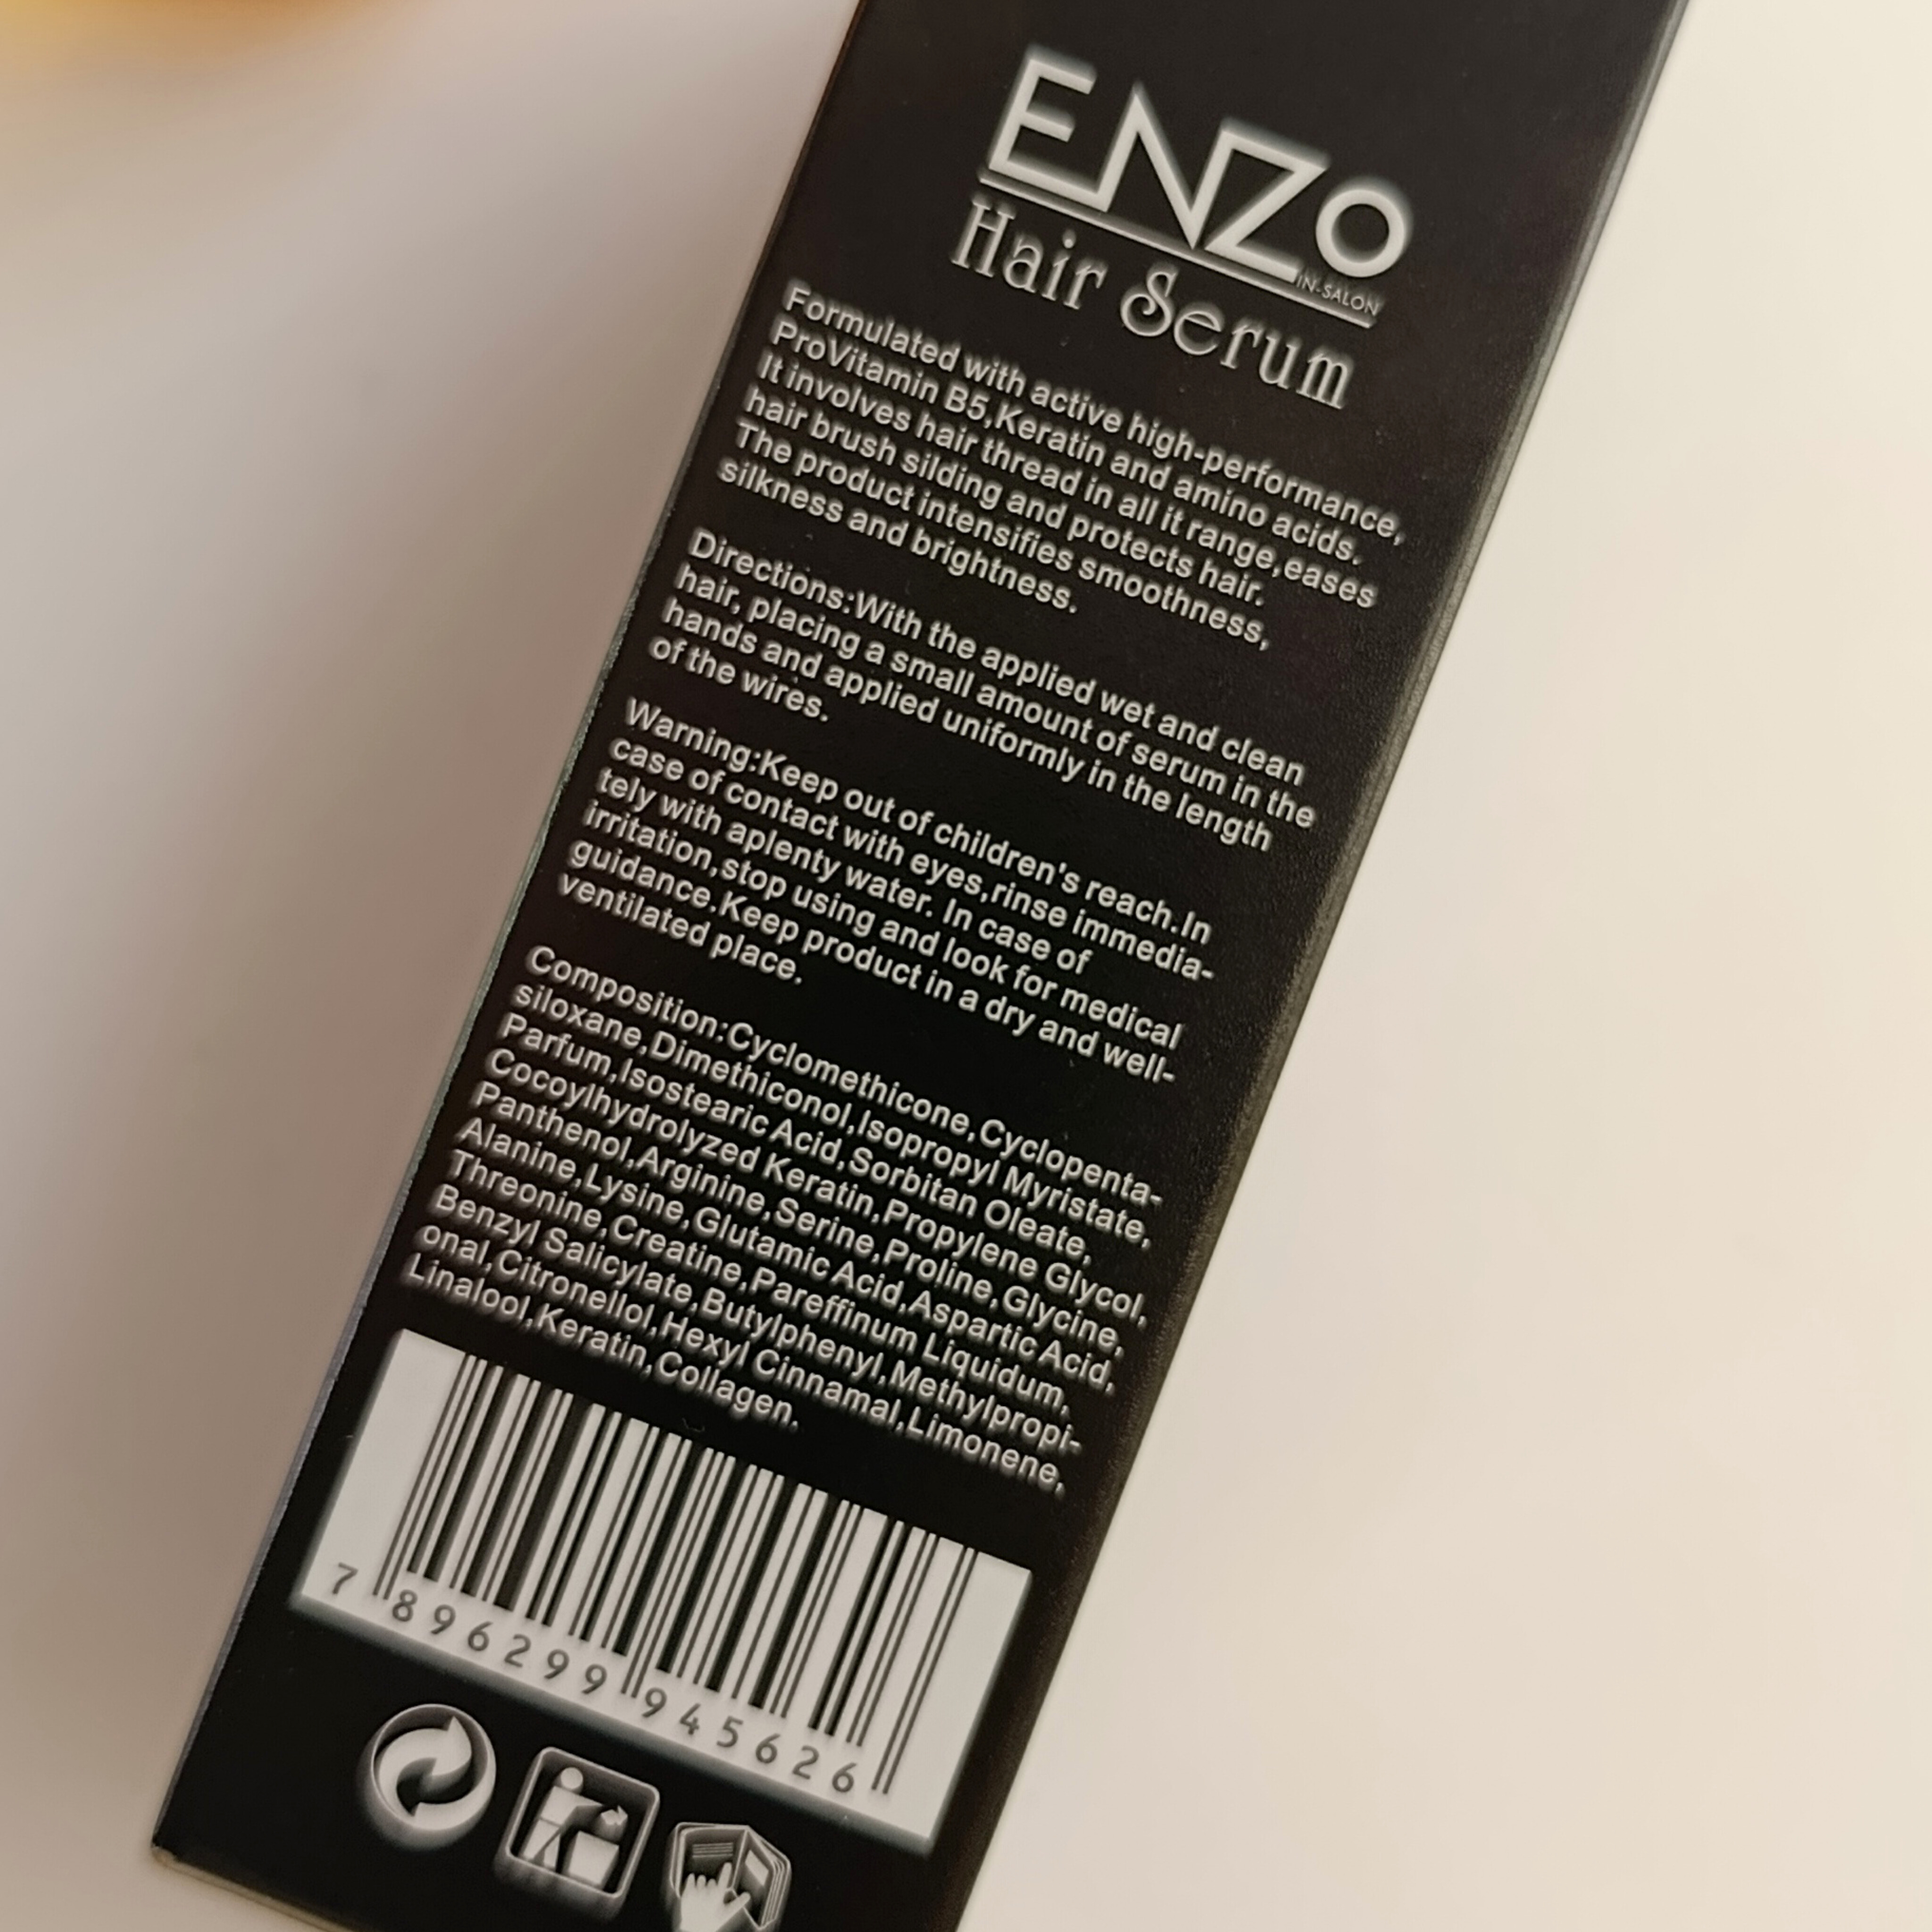 ENZO
IN-SALON
Hair Serum
Formulated with active high-performance,
ProVitamin B5,Keratin and amino acids.
It involves hair thread in all it range,eases
hair brush silding and protects hair.
The product intensifies smoothness,
silkness and brightness.
Directions:With the applied wet and clean
hair, placing a small amount of serum in the
hands and applied uniformly in the length
of the wires.
Warning:Keep out of children's reach.In
case of contact with eyes,rinse immedia-
tely with aplenty water. In case of
irritation,stop using and look for medical
guidance.Keep product in a dry and well-
ventilated place.
Composition:Cyclomethicone,Cyclopenta-
siloxane,Dimethiconol,Isopropyl Myristate,
Parfum,Isostearic Acid,Sorbitan Oleate,
Cocoylhydrolyzed Keratin,Propylene Glycol,
Panthenol,Arginine,Serine,Proline,Glycine,
Alanine,Lysine,Glutamic Acid,Aspartic Acid,
Threonine,Creatine,Pareffinum Liquidum,
Benzyl Salicylate,Butylphenyl,Methylpropi-
onal,Citronellol,Hexyl Cinnamal,Limonene,
Linalool,Keratin,Collagen.
7 896299 945626